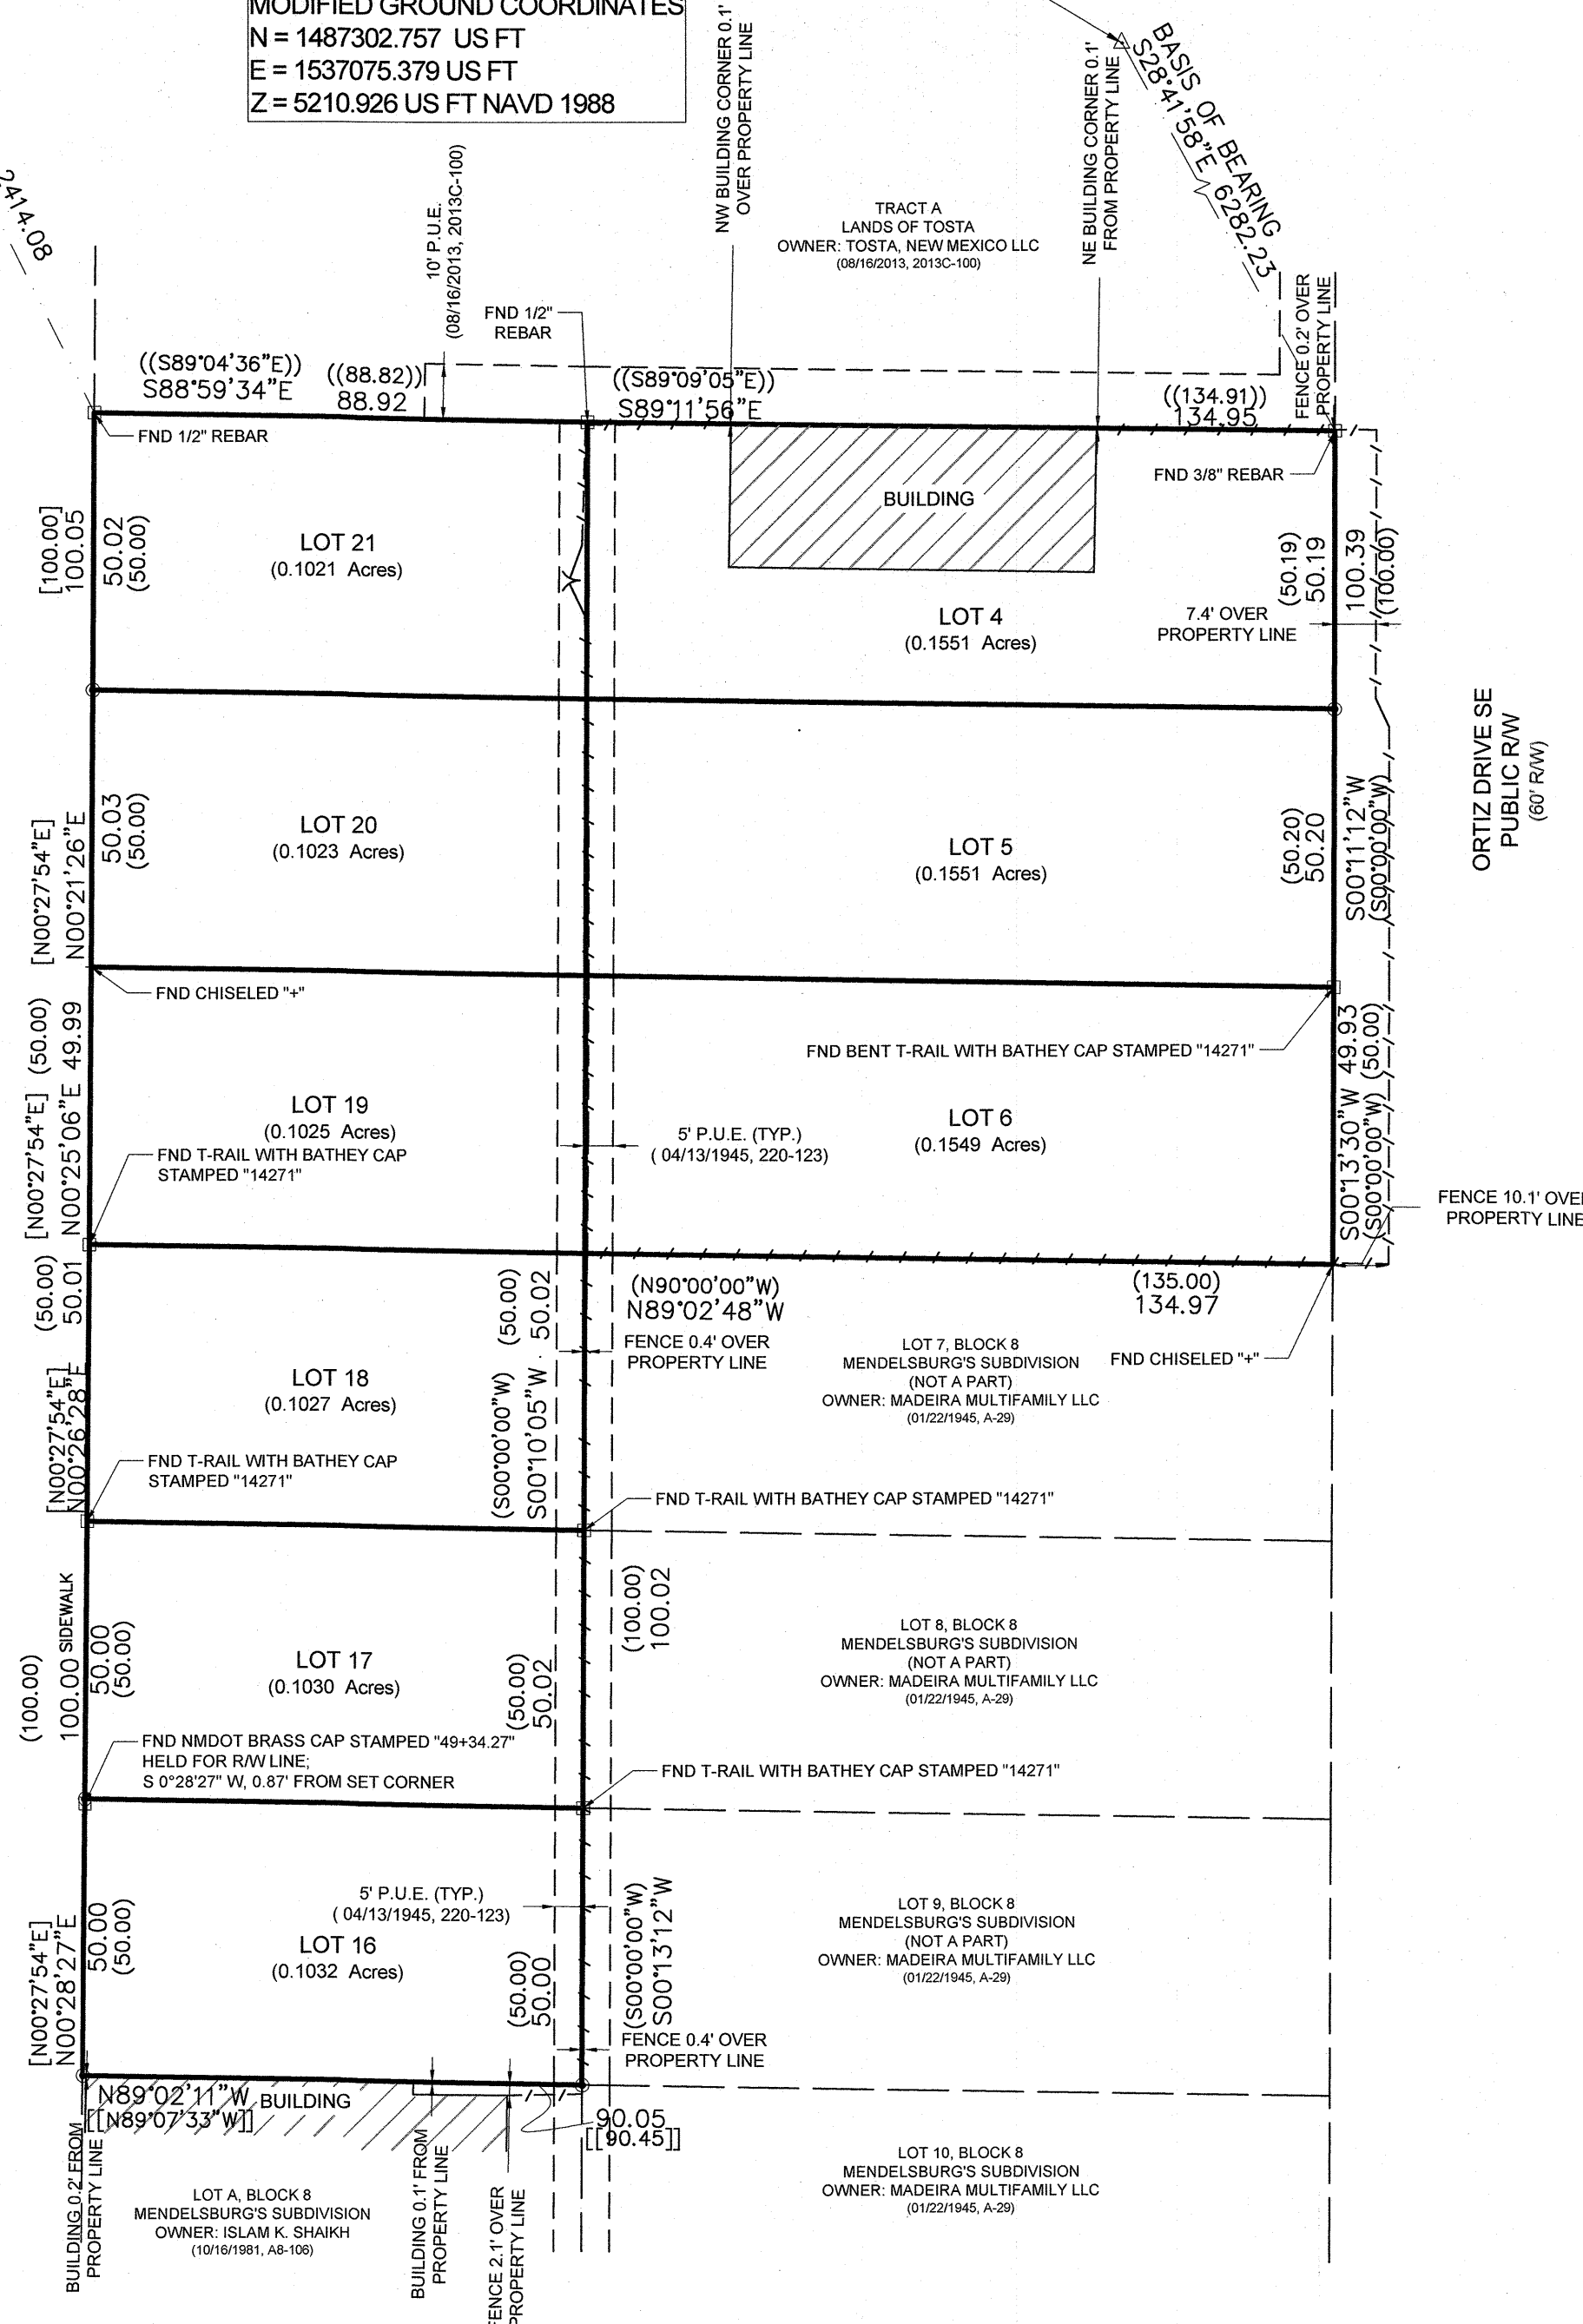 MODIFIED GROUND COORDINATES
N = 1487302.757 US FT
E = 1537075.379 US FT
Z = 5210.926 US FT NAVD 1988
2414.08
NW BUILDING CORNER 0.1'
OVER PROPERTY LINE
NE BUILDING CORNER 0.1'
FROM PROPERTY LINE
BASIS OF BEARING
S28°41'58"E 6282.23
10' P.U.E.
(08/16/2013, 2013C-100)
TRACT A
LANDS OF TOSTA
OWNER: TOSTA, NEW MEXICO LLC
(08/16/2013, 2013C-100)
FENCE 0.2' OVER
PROPERTY LINE
FND 1/2"
REBAR
((S89°04'36"E))
S88°59'34"E
((88.82))
88.92
((S89°09'05"E))
S89°11'56"E
((134.91))
134.95
FND 1/2" REBAR
FND 3/8" REBAR
BUILDING
[100.00]
100.05
50.02
(50.00)
LOT 21
(0.1021 Acres)
LOT 4
(0.1551 Acres)
7.4' OVER
PROPERTY LINE
(50.19)
50.19
100.39
(100.00)
ORTIZ DRIVE SE
PUBLIC R/W
(60' R/W)
[N00°27'54"E]
N00°21'26"E
50.03
(50.00)
LOT 20
(0.1023 Acres)
LOT 5
(0.1551 Acres)
(50.20)
50.20
S00°11'12"W
(S00°00'00"W)
FND CHISELED "+"
FND BENT T-RAIL WITH BATHEY CAP STAMPED "14271"
[N00°27'54"E] (50.00)
N00°25'06"E 49.99
LOT 19
(0.1025 Acres)
FND T-RAIL WITH BATHEY CAP
STAMPED "14271"
5' P.U.E. (TYP.)
( 04/13/1945, 220-123)
LOT 6
(0.1549 Acres)
S00°13'30"W 49.93
(S00°00'00"W) (50.00)
FENCE 10.1' OVER
PROPERTY LINE
(N90°00'00"W)
N89°02'48"W
(135.00)
134.97
[N00°27'54"E] (50.00)
N00°26'28"E 50.01
(S00°00'00"W) (50.00)
S00°10'05"W 50.02
FENCE 0.4' OVER
PROPERTY LINE
LOT 18
(0.1027 Acres)
LOT 7, BLOCK 8
MENDELSBURG'S SUBDIVISION
(NOT A PART)
OWNER: MADEIRA MULTIFAMILY LLC
(01/22/1945, A-29)
FND CHISELED "+"
FND T-RAIL WITH BATHEY CAP
STAMPED "14271"
FND T-RAIL WITH BATHEY CAP STAMPED "14271"
(100.00)
100.00
SIDEWALK
50.00
(50.00)
LOT 17
(0.1030 Acres)
(50.00)
50.02
(100.00)
100.02
LOT 8, BLOCK 8
MENDELSBURG'S SUBDIVISION
(NOT A PART)
OWNER: MADEIRA MULTIFAMILY LLC
(01/22/1945, A-29)
FND NMDOT BRASS CAP STAMPED "49+34.27"
HELD FOR R/W LINE;
S 0°28'27" W, 0.87' FROM SET CORNER
FND T-RAIL WITH BATHEY CAP STAMPED "14271"
[N00°27'54"E]
N00°28'27"E
50.00
(50.00)
5' P.U.E. (TYP.)
( 04/13/1945, 220-123)
LOT 16
(0.1032 Acres)
(50.00)
50.00
(S00°00'00"W)
S00°13'12"W
LOT 9, BLOCK 8
MENDELSBURG'S SUBDIVISION
(NOT A PART)
OWNER: MADEIRA MULTIFAMILY LLC
(01/22/1945, A-29)
FENCE 0.4' OVER
PROPERTY LINE
N89°02'11"W
[[N89°07'33"W]]
BUILDING
90.05
[[90.45]]
BUILDING 0.2' FROM
PROPERTY LINE
LOT A, BLOCK 8
MENDELSBURG'S SUBDIVISION
OWNER: ISLAM K. SHAIKH
(10/16/1981, A8-106)
BUILDING 0.1' FROM
PROPERTY LINE
FENCE 2.1' OVER
PROPERTY LINE
LOT 10, BLOCK 8
MENDELSBURG'S SUBDIVISION
OWNER: MADEIRA MULTIFAMILY LLC
(01/22/1945, A-29)